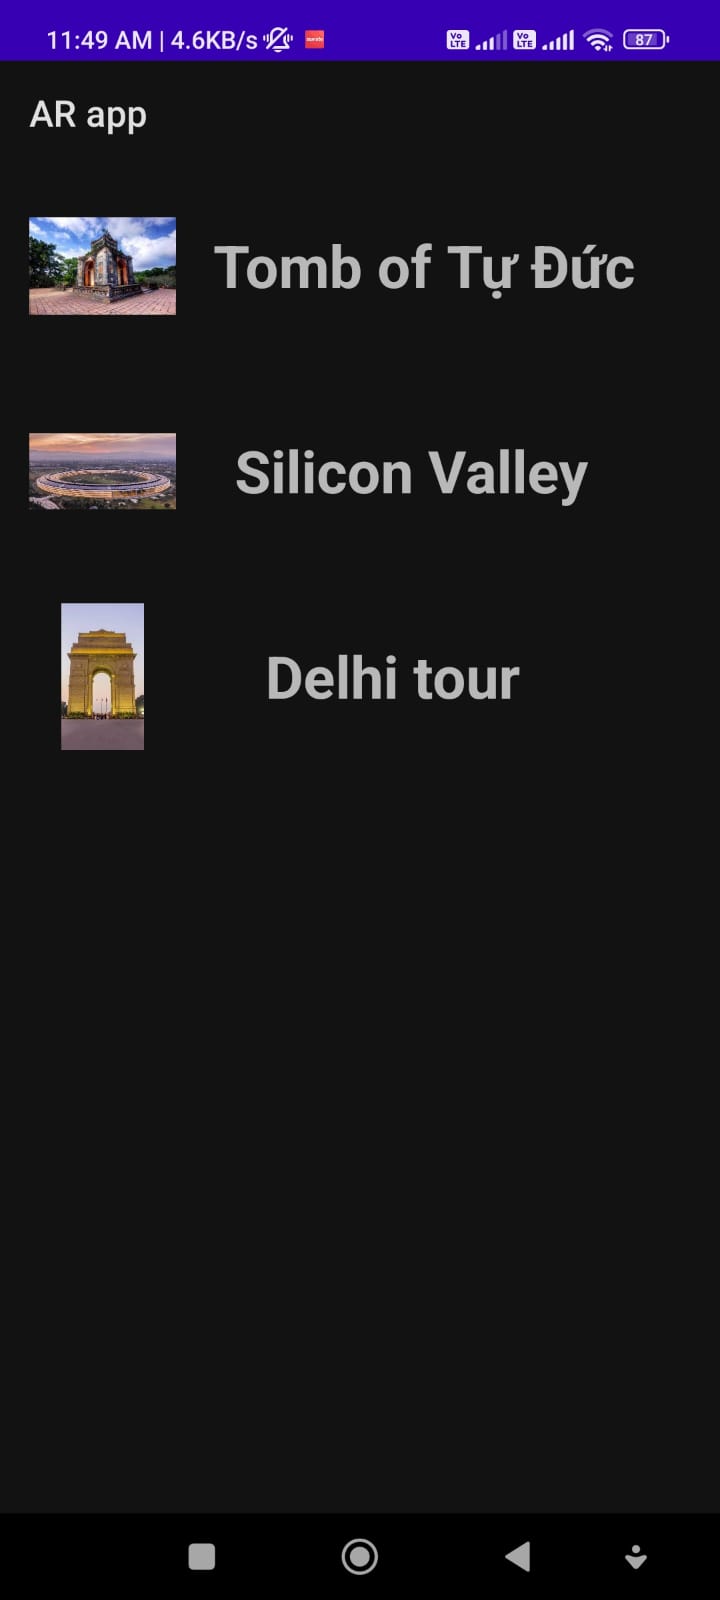 11:49 AM | 4.6KB/s Vo LTE Vo LTE 87
AR app
Tomb of Tự Đức
Silicon Valley
Delhi tour